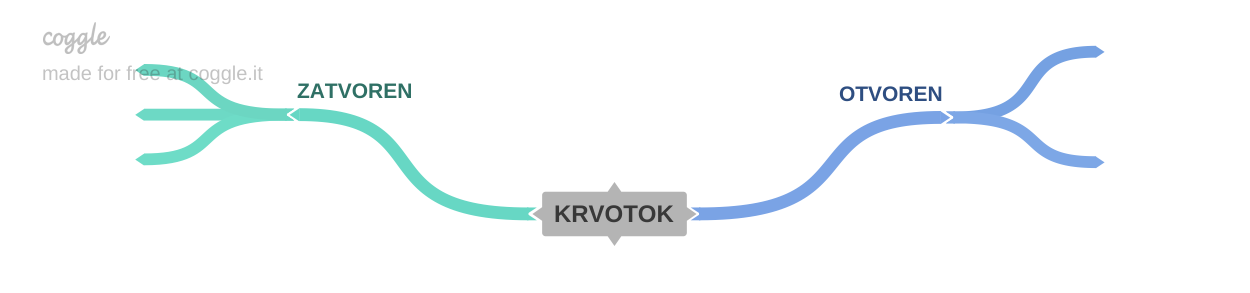 coggle
made for free at coggle.it
ZATVOREN
OTVOREN
KRVOTOK